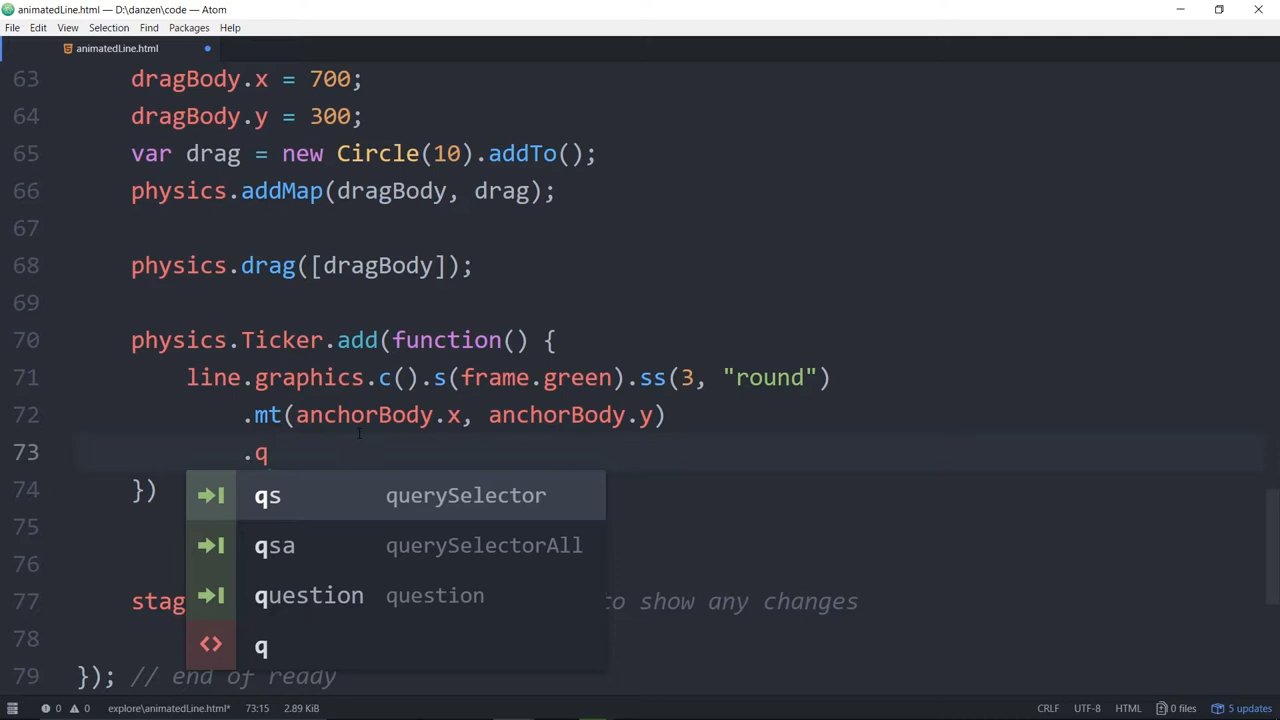 animatedLine.html — D:\danzen\code — Atom
File Edit View Selection Find Packages Help
animatedLine.html
63 dragBody.x = 700;
64 dragBody.y = 300;
65 var drag = new Circle(10).addTo();
66 physics.addMap(dragBody, drag);
67
68 physics.drag([dragBody]);
69
70 physics.Ticker.add(function() {
71 line.graphics.c().s(frame.green).ss(3, "round")
72 .mt(anchorBody.x, anchorBody.y)
73 .q
74 })
qs querySelector
75
qsa querySelectorAll
76
question question
77 stag to show any changes
78
q
79 }); // end of ready
0 0 explore\animatedLine.html* 73:15 2.89 KiB CRLF UTF-8 HTML 0 files 5 updates